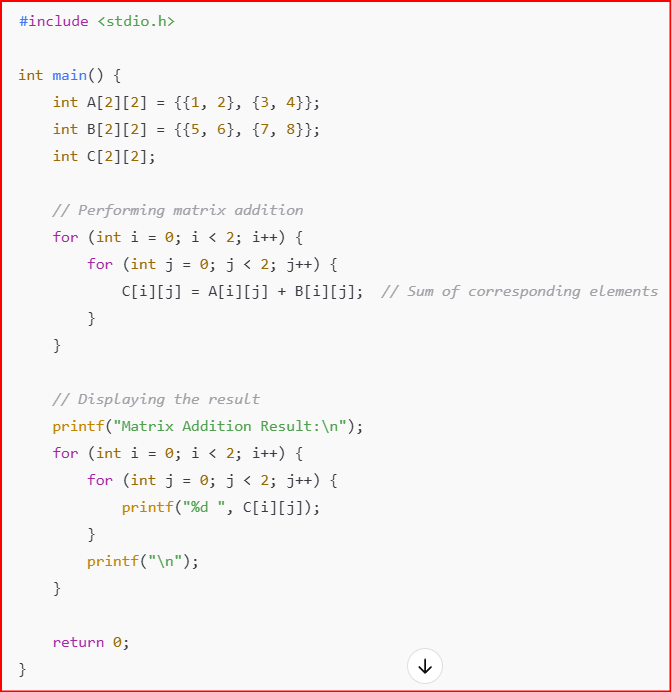 #include <stdio.h>
int main() {
    int A[2][2] = {{1, 2}, {3, 4}};
    int B[2][2] = {{5, 6}, {7, 8}};
    int C[2][2];
    // Performing matrix addition
    for (int i = 0; i < 2; i++) {
        for (int j = 0; j < 2; j++) {
            C[i][j] = A[i][j] + B[i][j];  // Sum of corresponding elements
        }
    }
    // Displaying the result
    printf("Matrix Addition Result:\n");
    for (int i = 0; i < 2; i++) {
        for (int j = 0; j < 2; j++) {
            printf("%d ", C[i][j]);
        }
        printf("\n");
    }
    return 0;
}